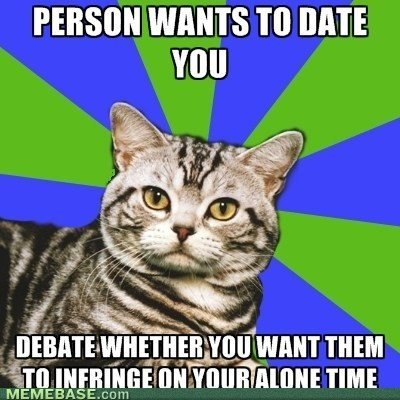 PERSON WANTS TO DATE
YOU
DEBATE WHETHER YOU WANT THEM
TO INFRINGE ON YOUR ALONE TIME
MEMEBASE.com